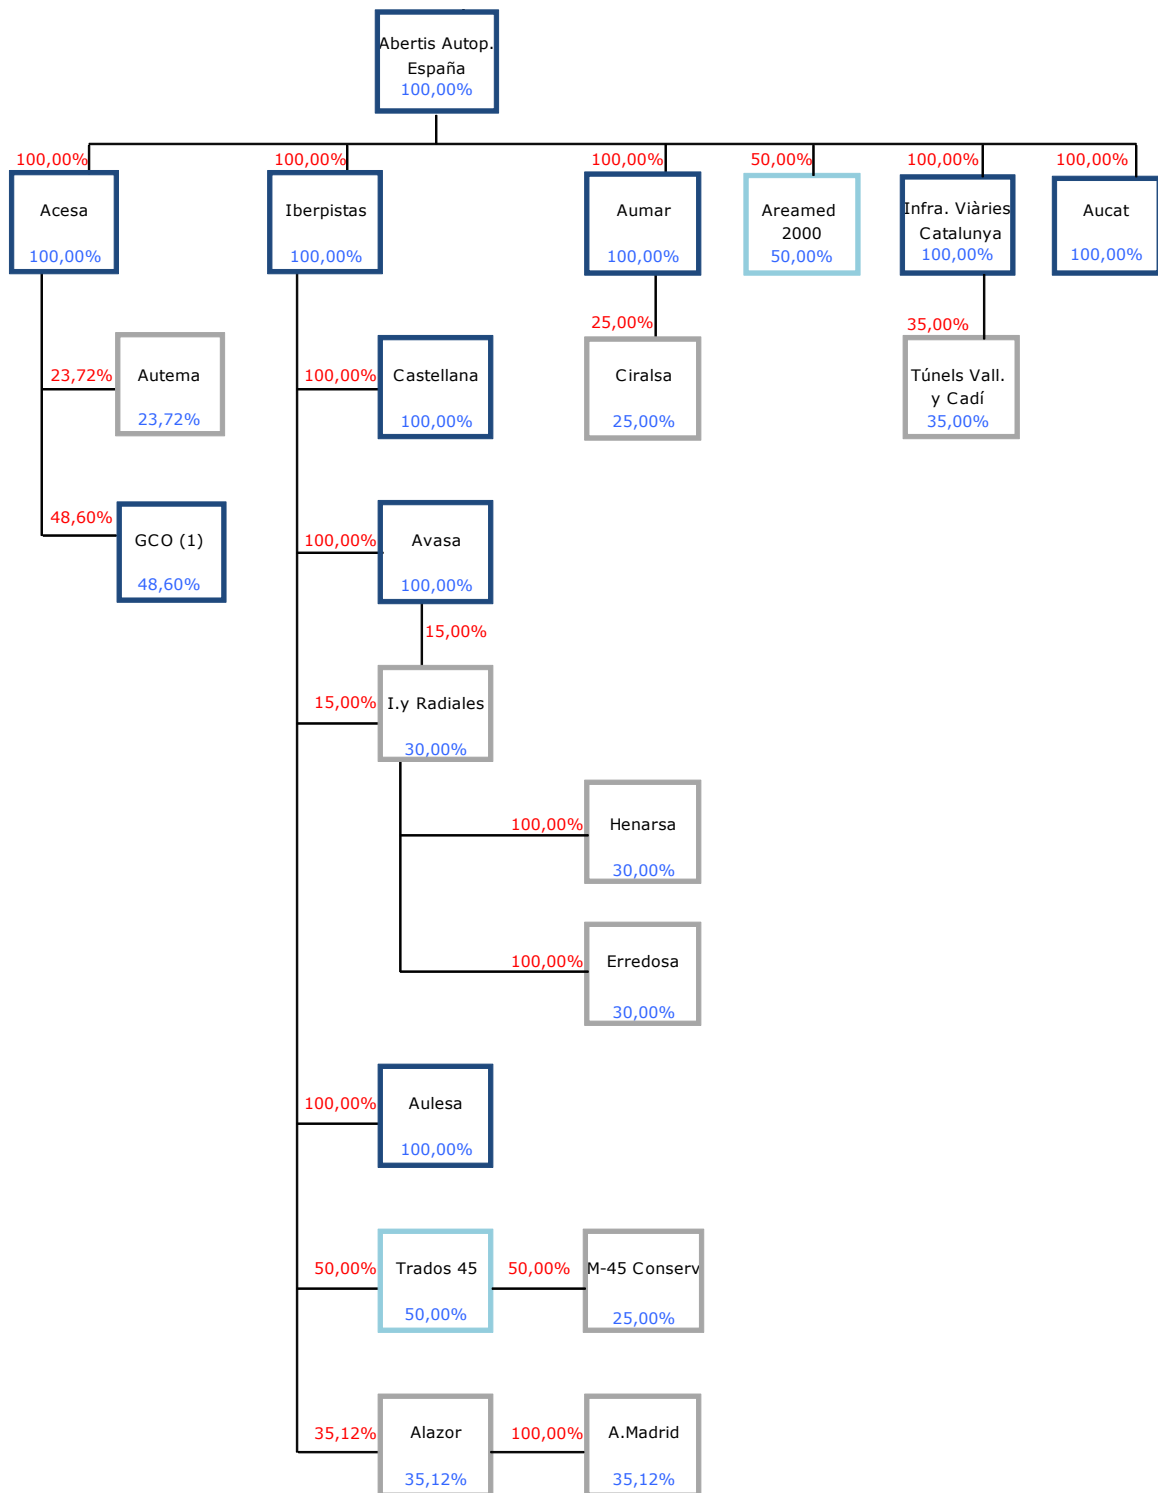 Abertis Autop.
España
100,00%
100,00%
100,00%
100,00%
50,00%
100,00%
100,00%
Acesa
100,00%
Iberpistas
100,00%
Aumar
100,00%
Areamed
2000
50,00%
Infra. Viàries
Catalunya
100,00%
Aucat
100,00%
23,72%
Autema
23,72%
48,60%
GCO (1)
48,60%
100,00%
Castellana
100,00%
25,00%
Ciralsa
25,00%
35,00%
Túnels Vall.
y Cadí
35,00%
100,00%
Avasa
100,00%
15,00%
15,00%
I.y Radiales
30,00%
100,00%
Henarsa
30,00%
100,00%
Erredosa
30,00%
100,00%
Aulesa
100,00%
50,00%
Trados 45
50,00%
50,00%
M-45 Conserv
25,00%
35,12%
Alazor
35,12%
100,00%
A.Madrid
35,12%